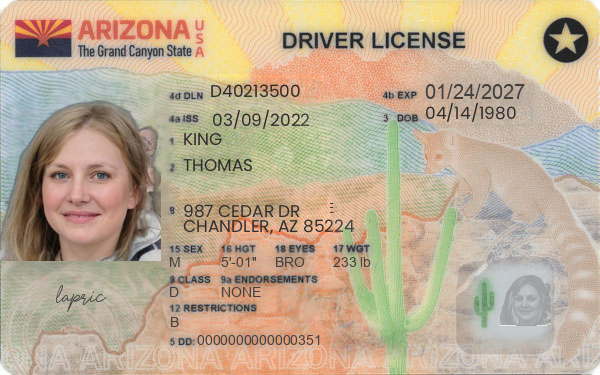 ARIZONA USA
The Grand Canyon State
DRIVER LICENSE
4d DLN D40213500
4b EXP 01/24/2027
4a ISS 03/09/2022
3 DOB 04/14/1980
1 KING
2 THOMAS
8 987 CEDAR DR
CHANDLER, AZ 85224
15 SEX 16 HGT 18 EYES 17 WGT
M 5'-01" BRO 233 lb
9 CLASS 9a ENDORSEMENTS
D NONE
12 RESTRICTIONS
B
5 DD: 0000000000000351
lapric
ONA ARIZONA ARIZONA ARIZONA ARIZONA ARIZ